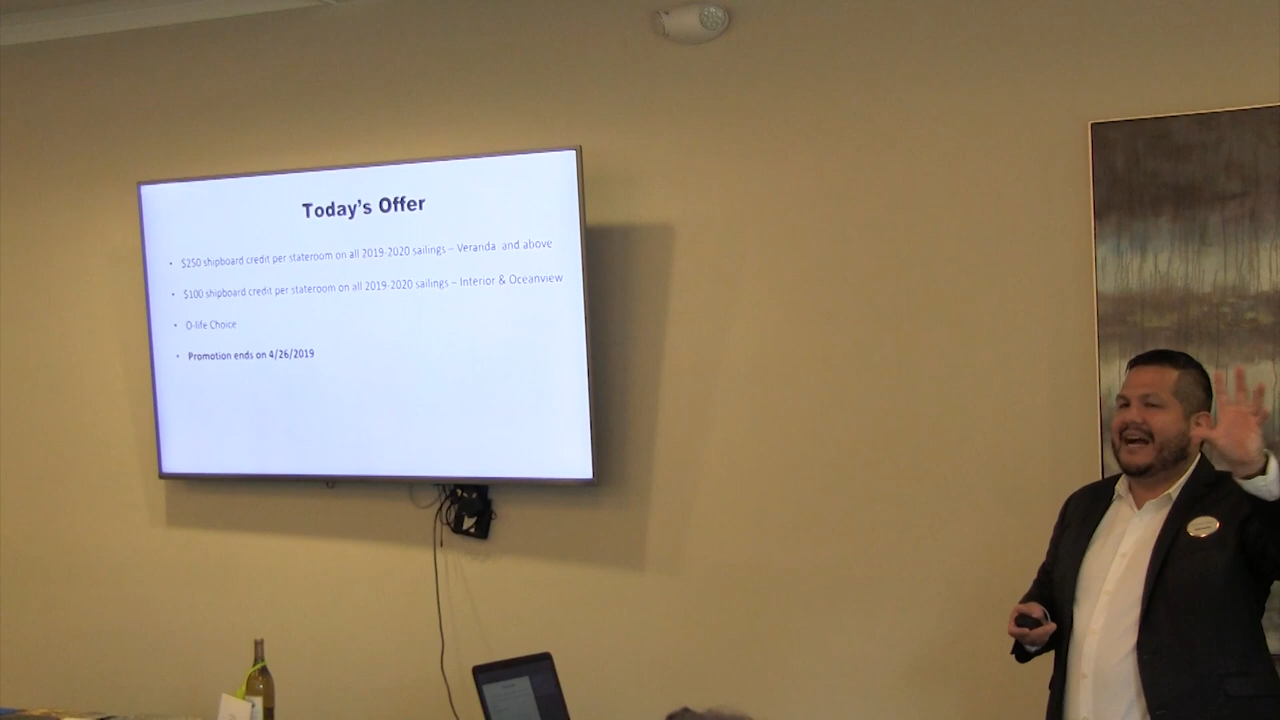 Today's Offer
• $250 shipboard credit per stateroom on all 2019-2020 sailings – Veranda and above
• $100 shipboard credit per stateroom on all 2019-2020 sailings – Interior & Oceanview
• O-life Choice
• Promotion ends on 4/26/2019